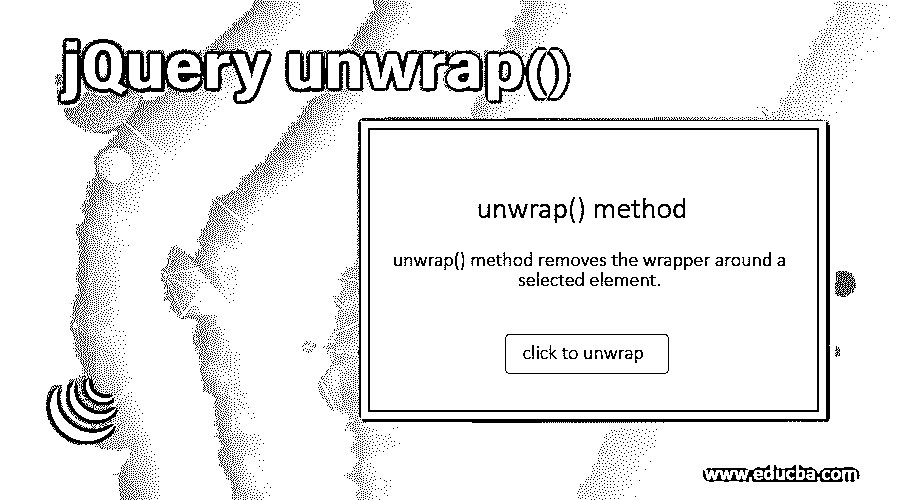 jQuery unwrap()
unwrap() method
unwrap() method removes the wrapper around a
selected element.
click to unwrap
www.educba.com